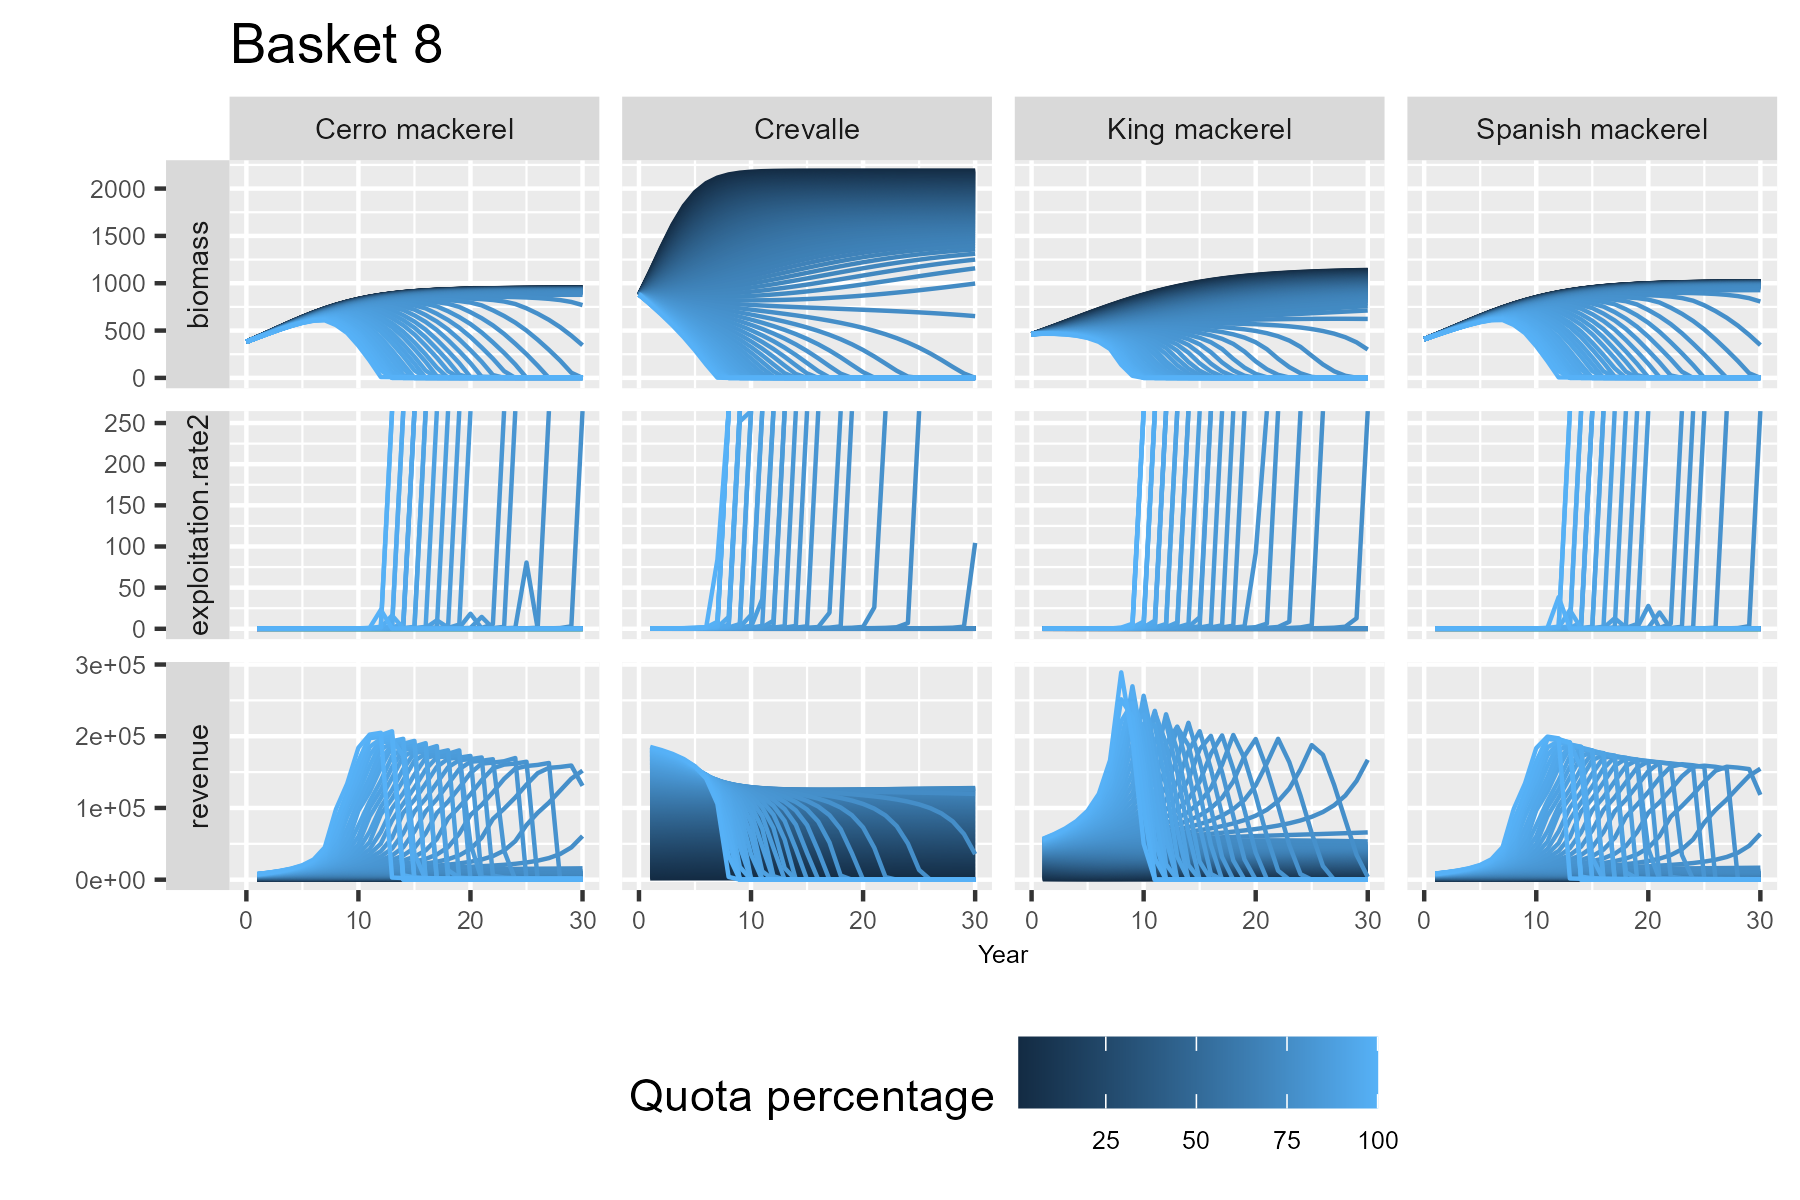 Basket 8
Cerro mackerel
Crevalle
King mackerel
Spanish mackerel
biomass
2000
1500
1000
500
0
exploitation.rate2
250
200
150
100
50
0
revenue
3e+05
2e+05
1e+05
0e+00
0 10 20 30
0 10 20 30
0 10 20 30
0 10 20 30
Year
Quota percentage
25 50 75 100